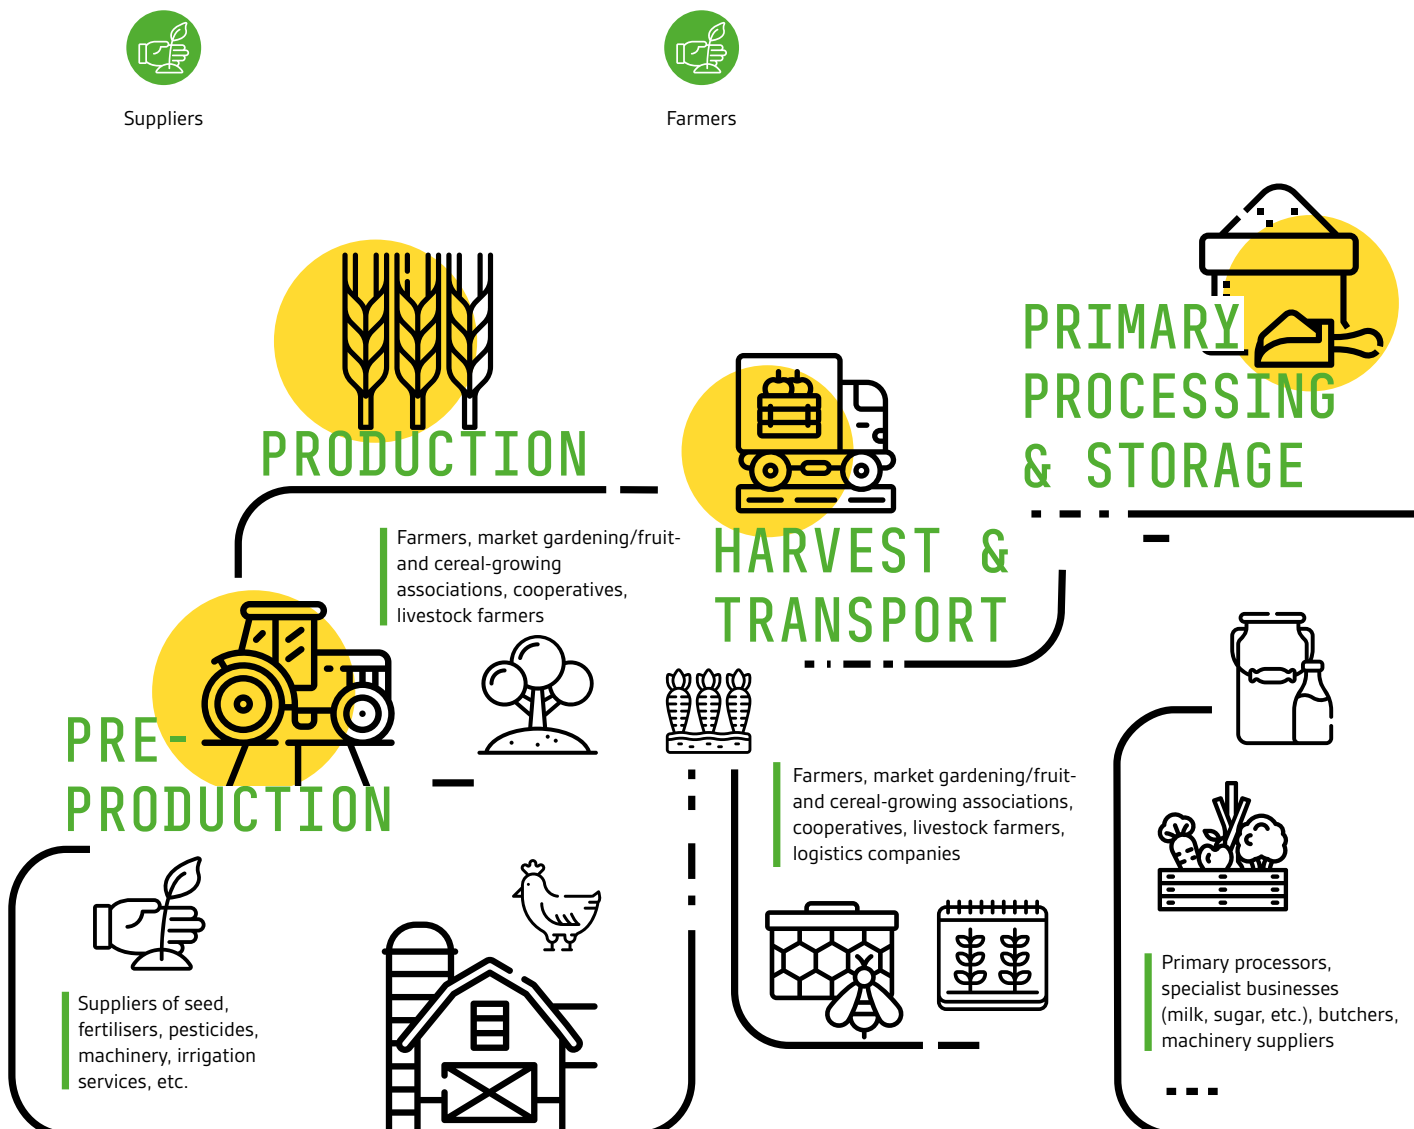 Suppliers
Farmers
PRIMARY
PROCESSING
& STORAGE
PRODUCTION
Farmers, market gardening/fruit-
and cereal-growing
associations, cooperatives,
livestock farmers
HARVEST &
TRANSPORT
PRE-
PRODUCTION
Farmers, market gardening/fruit-
and cereal-growing associations,
cooperatives, livestock farmers,
logistics companies
Suppliers of seed,
fertilisers, pesticides,
machinery, irrigation
services, etc.
Primary processors,
specialist businesses
(milk, sugar, etc.), butchers,
machinery suppliers